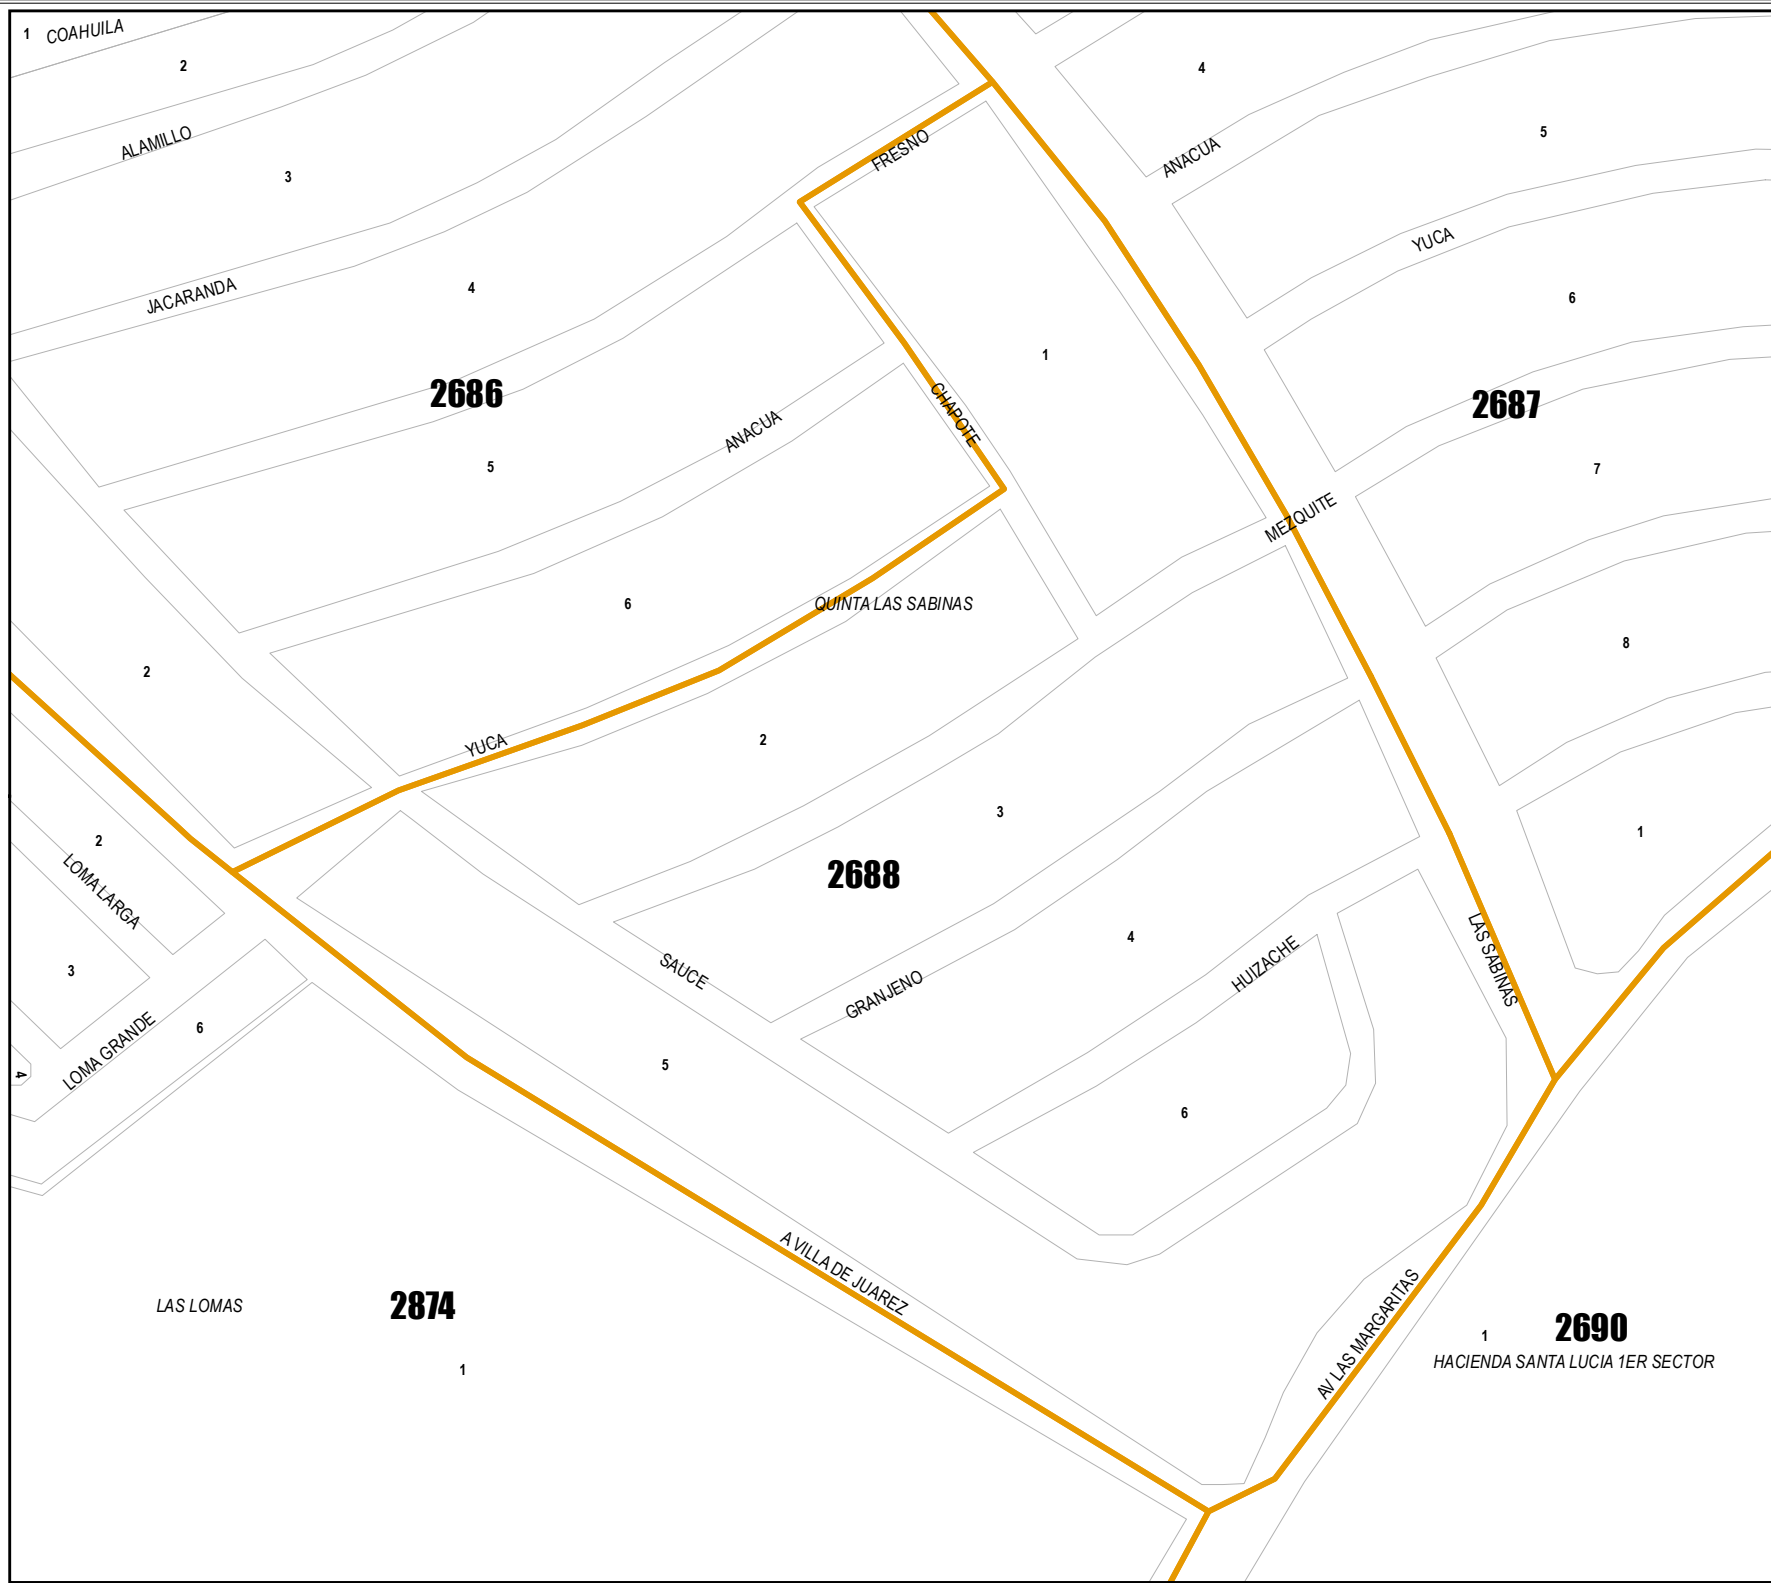 1 COAHUILA
2
4
ALAMILLO
FRESNO
ANACUA
5
3
YUCA
JACARANDA
4
6
1
2686
CHAPOTE
2687
ANACUA
5
7
MEZQUITE
6
QUINTA LAS SABINAS
8
2
YUCA
2
3
1
2
LOMA LARGA
2688
4
LAS SABINAS
SAUCE
GRANJENO
HUIZACHE
3
6
LOMA GRANDE
4
5
6
A VILLA DE JUAREZ
AV LAS MARGARITAS
LAS LOMAS
2874
1
1
2690
HACIENDA SANTA LUCIA 1ER SECTOR